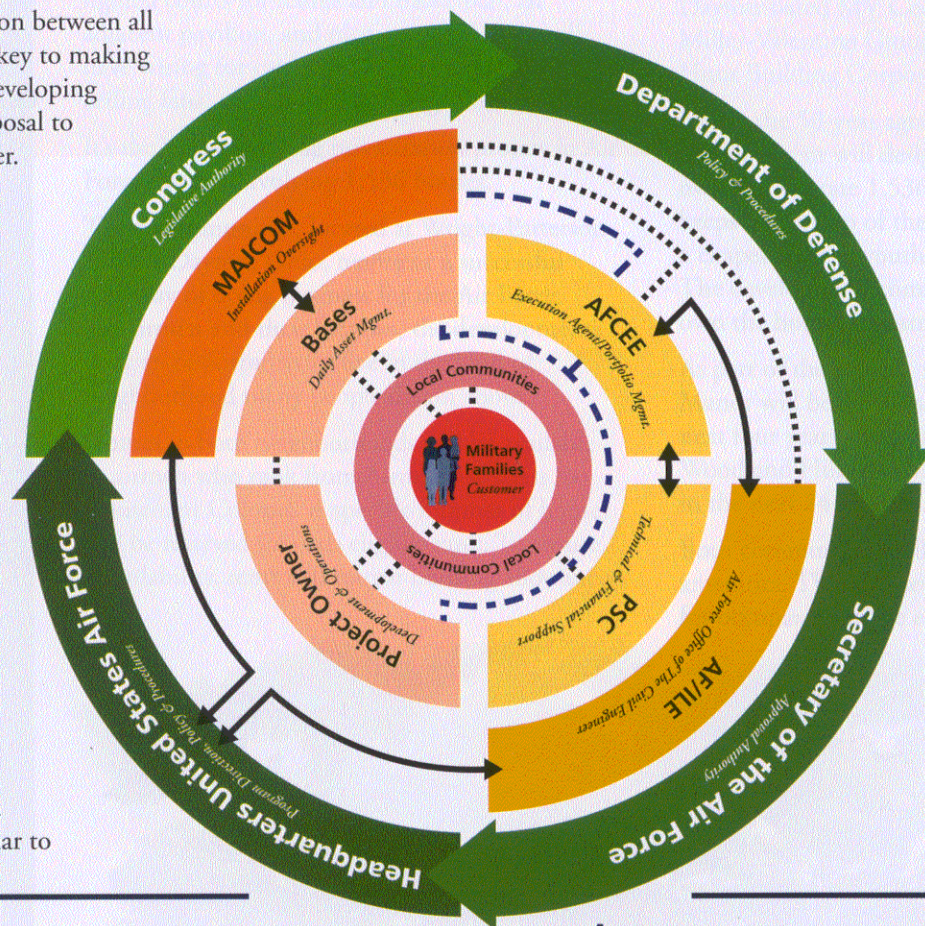 on between all
key to making
eveloping
posal to
er.
Congress
Legislative Authority
Department of Defense
Policy & Procedures
MAJCOM
Installation Oversight
Bases
Daily Asset Mgmt.
AFCEE
Execution Agent/Portfolio Mgmt.
Local Communities
Military
Families
Customer
Local Communities
Project Owner
Development & Operations
PSC
Technical & Financial Support
AF/ILE
Air Force Office of The Civil Engineer
Secretary of the Air Force
Approval Authority
Headquarters United States Air Force
Program Direction, Policy & Procedures
ar to